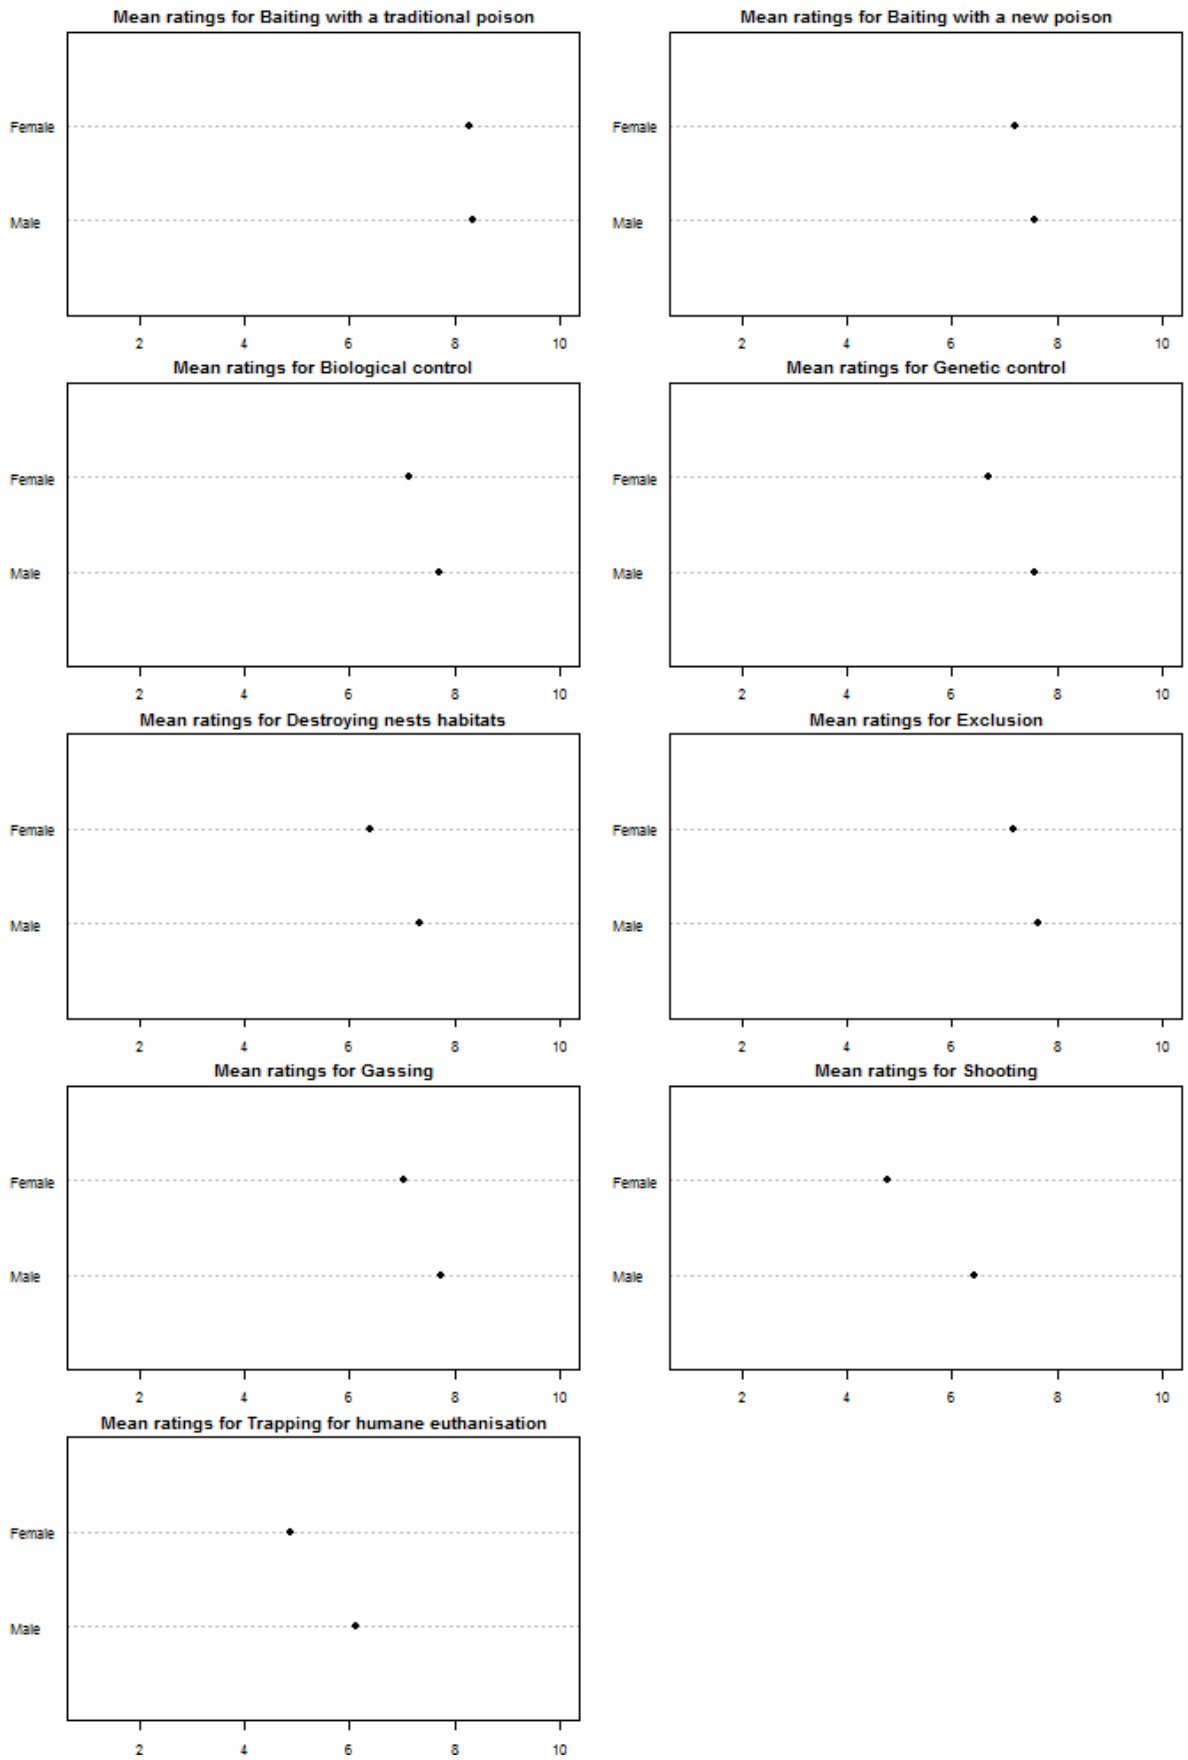 Mean ratings for Baiting with a traditional poison
Female
Male
2 4 6 8 10
Mean ratings for Baiting with a new poison
Female
Male
2 4 6 8 10
Mean ratings for Biological control
Female
Male
2 4 6 8 10
Mean ratings for Genetic control
Female
Male
2 4 6 8 10
Mean ratings for Destroying nests habitats
Female
Male
2 4 6 8 10
Mean ratings for Exclusion
Female
Male
2 4 6 8 10
Mean ratings for Gassing
Female
Male
2 4 6 8 10
Mean ratings for Shooting
Female
Male
2 4 6 8 10
Mean ratings for Trapping for humane euthanisation
Female
Male
2 4 6 8 10